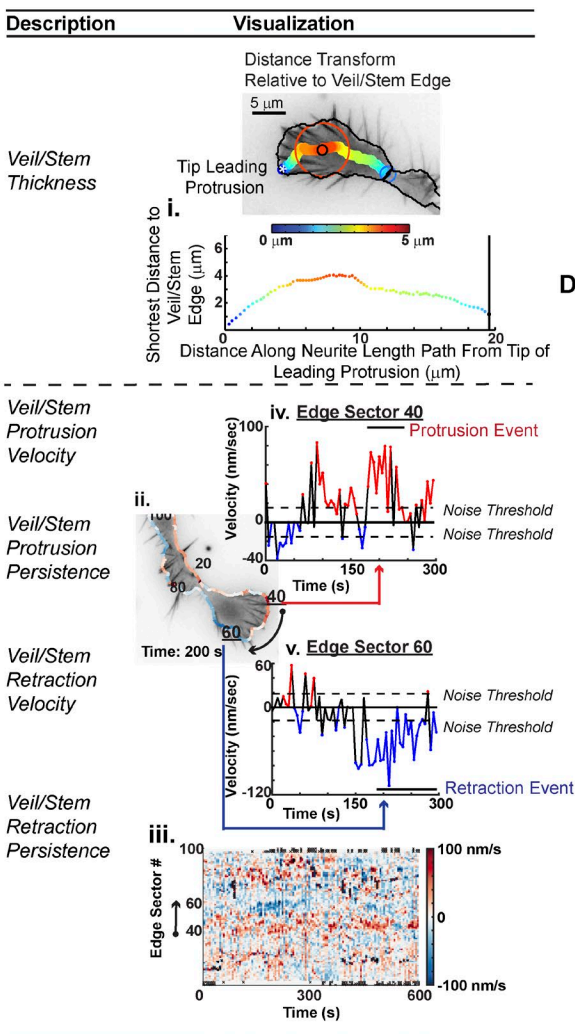 Description Visualization
Distance Transform
Relative to Veil/Stem Edge
5 µm
Veil/Stem
Thickness
Tip Leading
Protrusion
*
i.
0 µm 5 µm
Shortest Distance to
Veil/Stem
Edge (µm)
6
4
2
0 10 20
Distance Along Neurite Length Path From Tip of
Leading Protrusion (µm)
D
Veil/Stem
Protrusion
Velocity
iv. Edge Sector 40
100
Protrusion Event
Velocity (nm/sec)
Noise Threshold
0
Noise Threshold
-40
0 150 300
Time (s)
Veil/Stem
Protrusion
Persistence
ii.
100
20
80
40
60
Time: 200 s
Veil/Stem
Retraction
Velocity
v. Edge Sector 60
60
Noise Threshold
0
Noise Threshold
Velocity (nm/sec)
-120
Retraction Event
0 150 300
Time (s)
Veil/Stem
Retraction
Persistence
iii.
100
60
40
Edge Sector #
0 300 600
Time (s)
100 nm/s
0
-100 nm/s